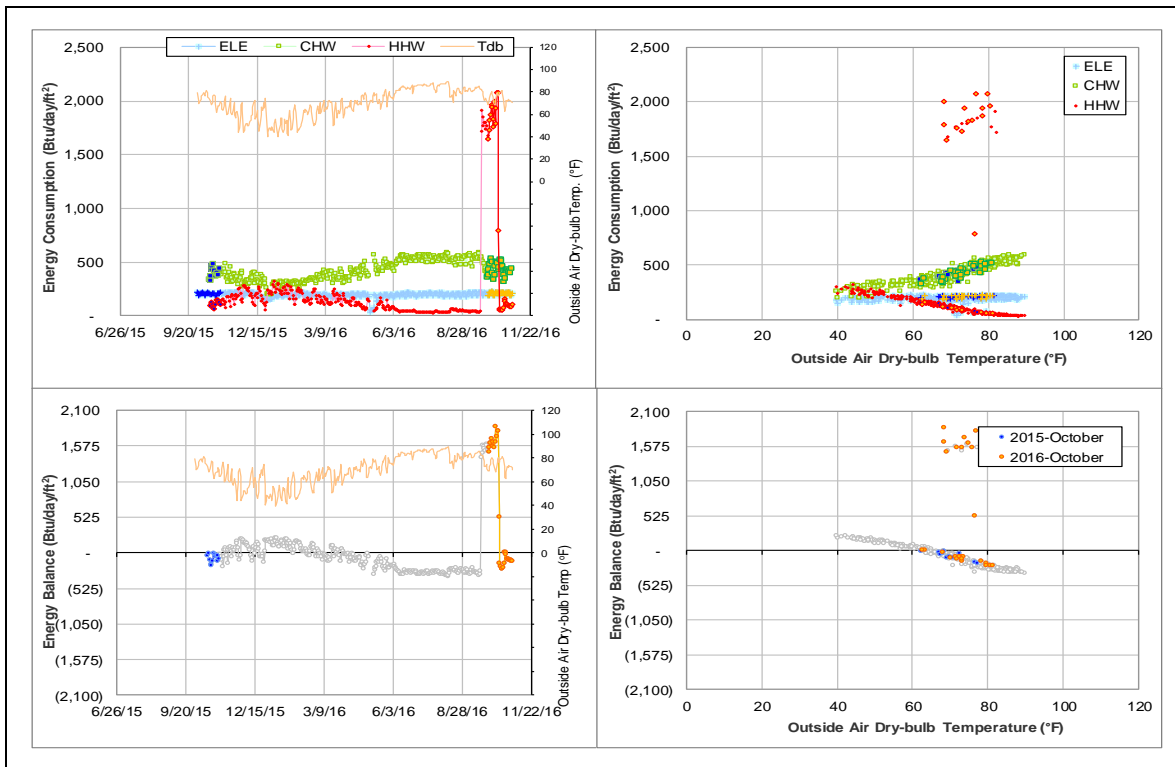 ELE CHW HHW Tdb
2,500
2,000
1,500
1,000
500
-
Energy Consumption (Btu/day/ft²)
120
100
80
60
40
20
0
Outside Air Dry-bulb Temp. (°F)
6/26/15 9/20/15 12/15/15 3/9/16 6/3/16 8/28/16 11/22/16
2,500
2,000
1,500
1,000
500
-
Energy Consumption (Btu/day/ft²)
ELE
CHW
HHW
0 20 40 60 80 100 120
Outside Air Dry-bulb Temperature (°F)
2,100
1,575
1,050
525
-
(525)
(1,050)
(1,575)
(2,100)
Energy Balance (Btu/day/ft²)
120
100
80
60
40
20
0
Outside Air Dry-bulb Temp (°F)
6/26/15 9/20/15 12/15/15 3/9/16 6/3/16 8/28/16 11/22/16
2,100
1,575
1,050
525
-
(525)
(1,050)
(1,575)
(2,100)
Energy Balance (Btu/day/ft²)
2015-October
2016-October
0 20 40 60 80 100 120
Outside Air Dry-bulb Temperature (°F)